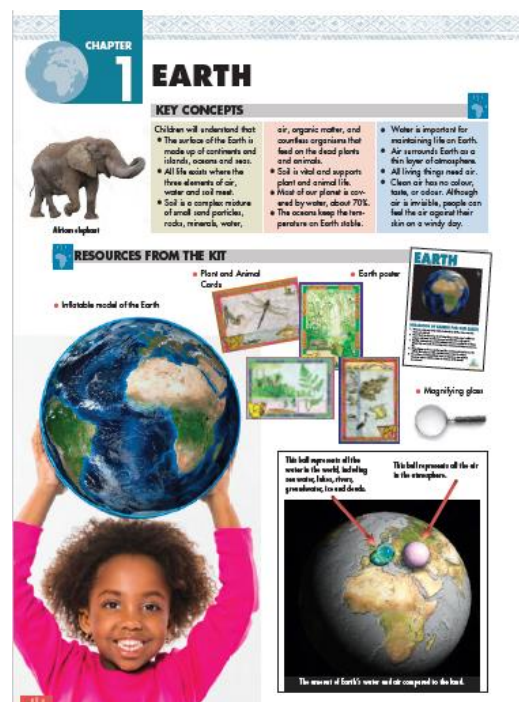 CHAPTER
1
EARTH
KEY CONCEPTS
Children will understand that
• The surface of the Earth is
made up of continents and
islands, oceans and seas.
• All life exists where the
three elements of air,
water and soil meet.
• Soil is a complex mixture
of small sand particles,
rocks, minerals, water,
air, organic matter, and
countless organisms that
feed on the dead plants
and animals.
• Soil is vital and supports
plant and animal life.
• Most of our planet is cov-
ered by water, about 70%.
• The oceans keep the tem-
perature on Earth stable.
• Water is important for
maintaining life on Earth.
• Air surrounds Earth as a
thin layer of atmosphere.
• All living things need air.
• Clean air has no colour,
taste, or odour. Although
air is invisible, people can
feel the air against their
skin on a windy day.
African elephant
RESOURCES FROM THE KIT
• Inflatable model of the Earth
• Plant and Animal
Cards
• Earth poster
EARTH
• Magnifying glass
This ball represents all the
water in the world, including
sea water, lakes, rivers,
groundwater, ice and clouds.
This ball represents all the air
in the atmosphere.
The amount of Earth's water and air compared to the land.